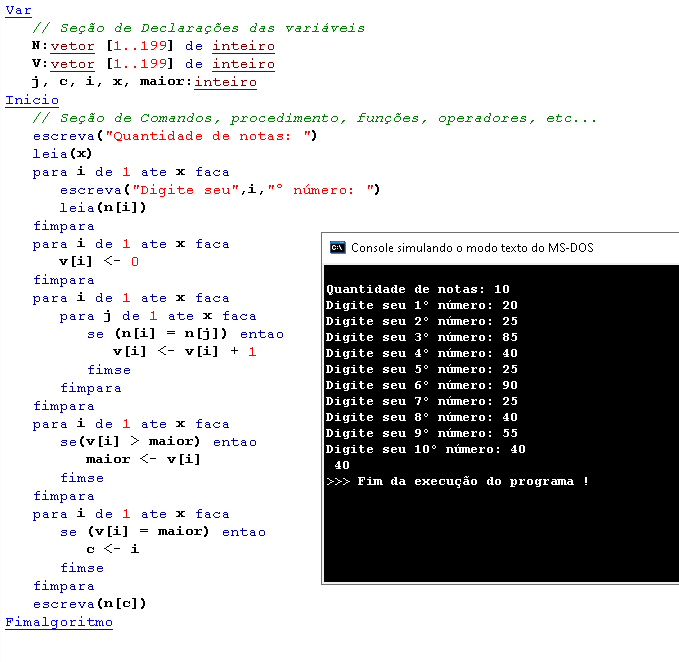 Var
// Seção de Declarações das variáveis
N:vetor [1..199] de inteiro
V:vetor [1..199] de inteiro
j, c, i, x, maior:inteiro
Inicio
// Seção de Comandos, procedimento, funções, operadores, etc...
escreva("Quantidade de notas: ")
leia(x)
para i de 1 ate x faca
escreva("Digite seu",i,"° número: ")
leia(n[i])
fimpara
para i de 1 ate x faca
v[i] <- 0
fimpara
para i de 1 ate x faca
para j de 1 ate x faca
se (n[i] = n[j]) entao
v[i] <- v[i] + 1
fimse
fimpara
fimpara
para i de 1 ate x faca
se(v[i] > maior) entao
maior <- v[i]
fimse
fimpara
para i de 1 ate x faca
se (v[i] = maior) entao
c <- i
fimse
fimpara
escreva(n[c])
Fimalgoritmo
C:\ Console simulando o modo texto do MS-DOS
Quantidade de notas: 10
Digite seu 1° número: 20
Digite seu 2° número: 25
Digite seu 3° número: 85
Digite seu 4° número: 40
Digite seu 5° número: 25
Digite seu 6° número: 90
Digite seu 7° número: 25
Digite seu 8° número: 40
Digite seu 9° número: 55
Digite seu 10° número: 40
40
>>> Fim da execução do programa !